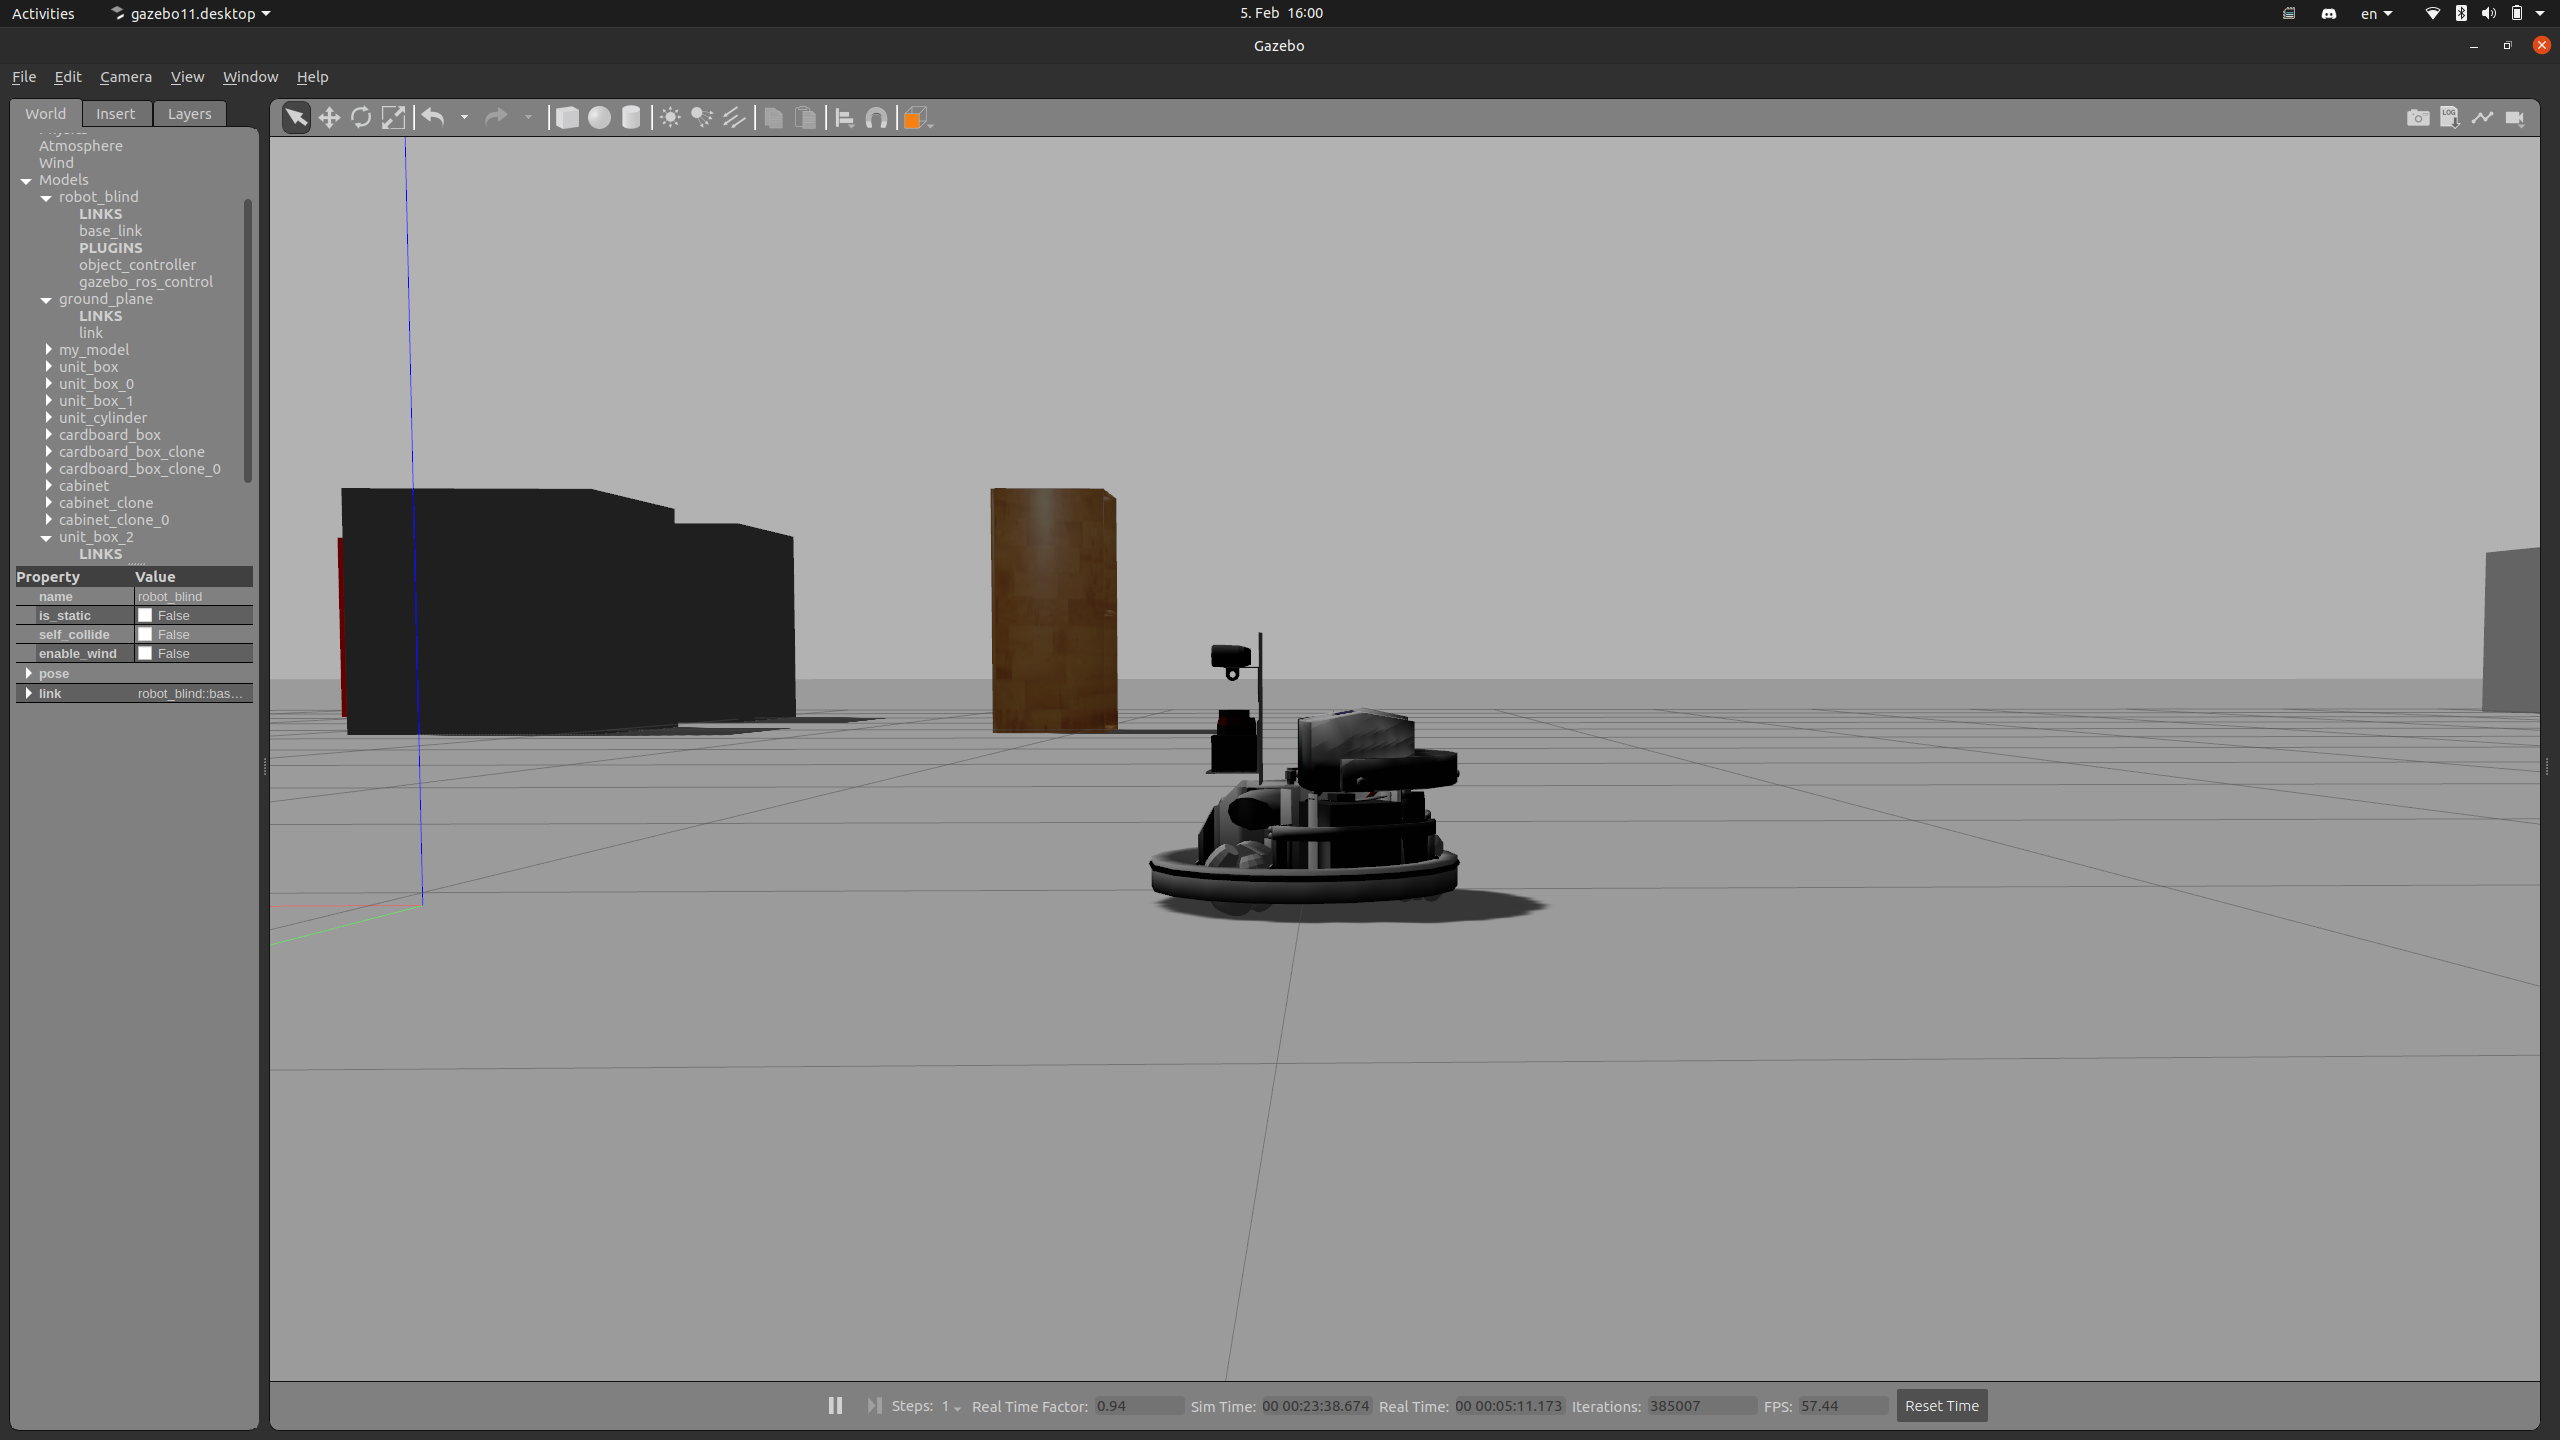 Activities
gazebo11.desktop
5. Feb 16:00
en
Gazebo
File Edit Camera View Window Help
World Insert Layers
Atmosphere
Wind
Models
robot_blind
LINKS
base_link
PLUGINS
object_controller
gazebo_ros_control
ground_plane
LINKS
link
my_model
unit_box
unit_box_0
unit_box_1
unit_cylinder
cardboard_box
cardboard_box_clone
cardboard_box_clone_0
cabinet
cabinet_clone
cabinet_clone_0
unit_box_2
LINKS
Property Value
name robot_blind
is_static False
self_collide False
enable_wind False
pose
link robot_blind::bas...
LOG
Steps: 1 Real Time Factor: 0.94 Sim Time: 00 00:23:38.674 Real Time: 00 00:05:11.173 Iterations: 385007 FPS: 57.44 Reset Time